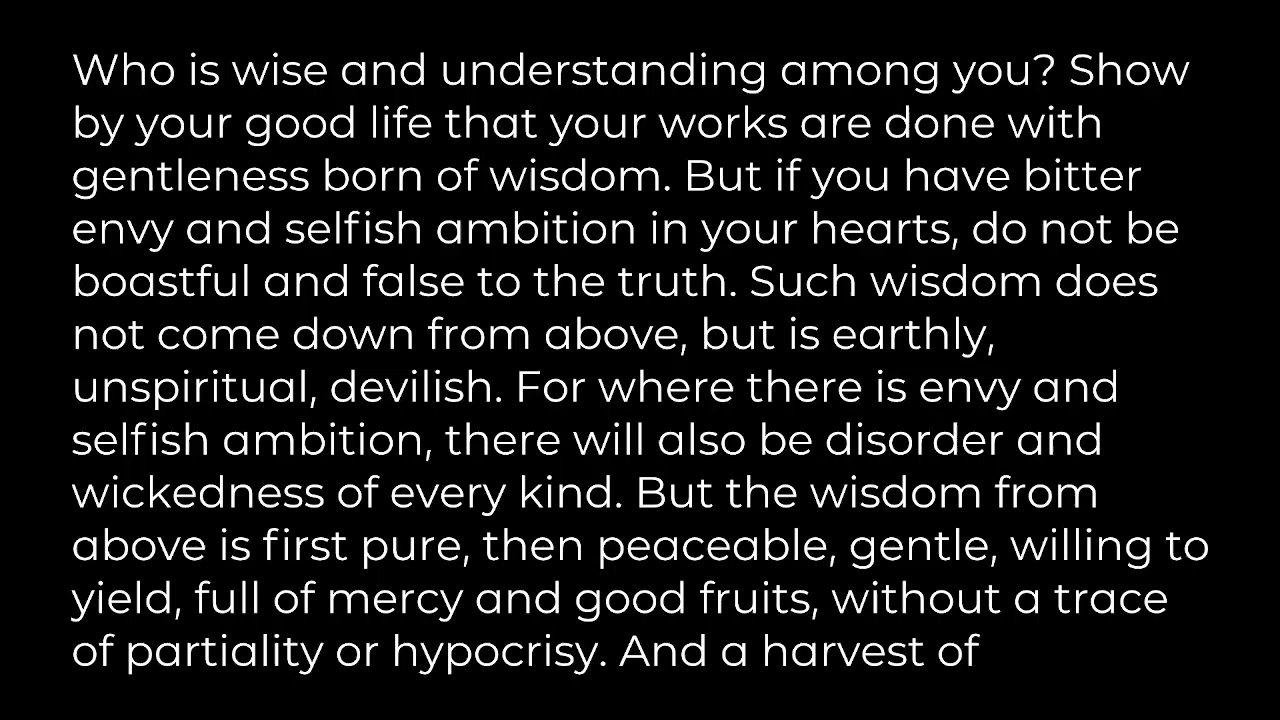 Who is wise and understanding among you? Show
by your good life that your works are done with
gentleness born of wisdom. But if you have bitter
envy and selfish ambition in your hearts, do not be
boastful and false to the truth. Such wisdom does
not come down from above, but is earthly,
unspiritual, devilish. For where there is envy and
selfish ambition, there will also be disorder and
wickedness of every kind. But the wisdom from
above is first pure, then peaceable, gentle, willing to
yield, full of mercy and good fruits, without a trace
of partiality or hypocrisy. And a harvest of